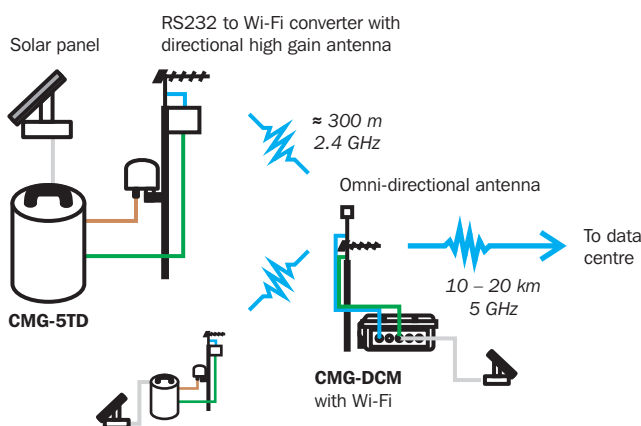 Solar panel
RS232 to Wi-Fi converter with
directional high gain antenna
≈ 300 m
2.4 GHz
Omni-directional antenna
To data
centre
10 – 20 km
5 GHz
CMG-5TD
CMG-DCM
with Wi-Fi